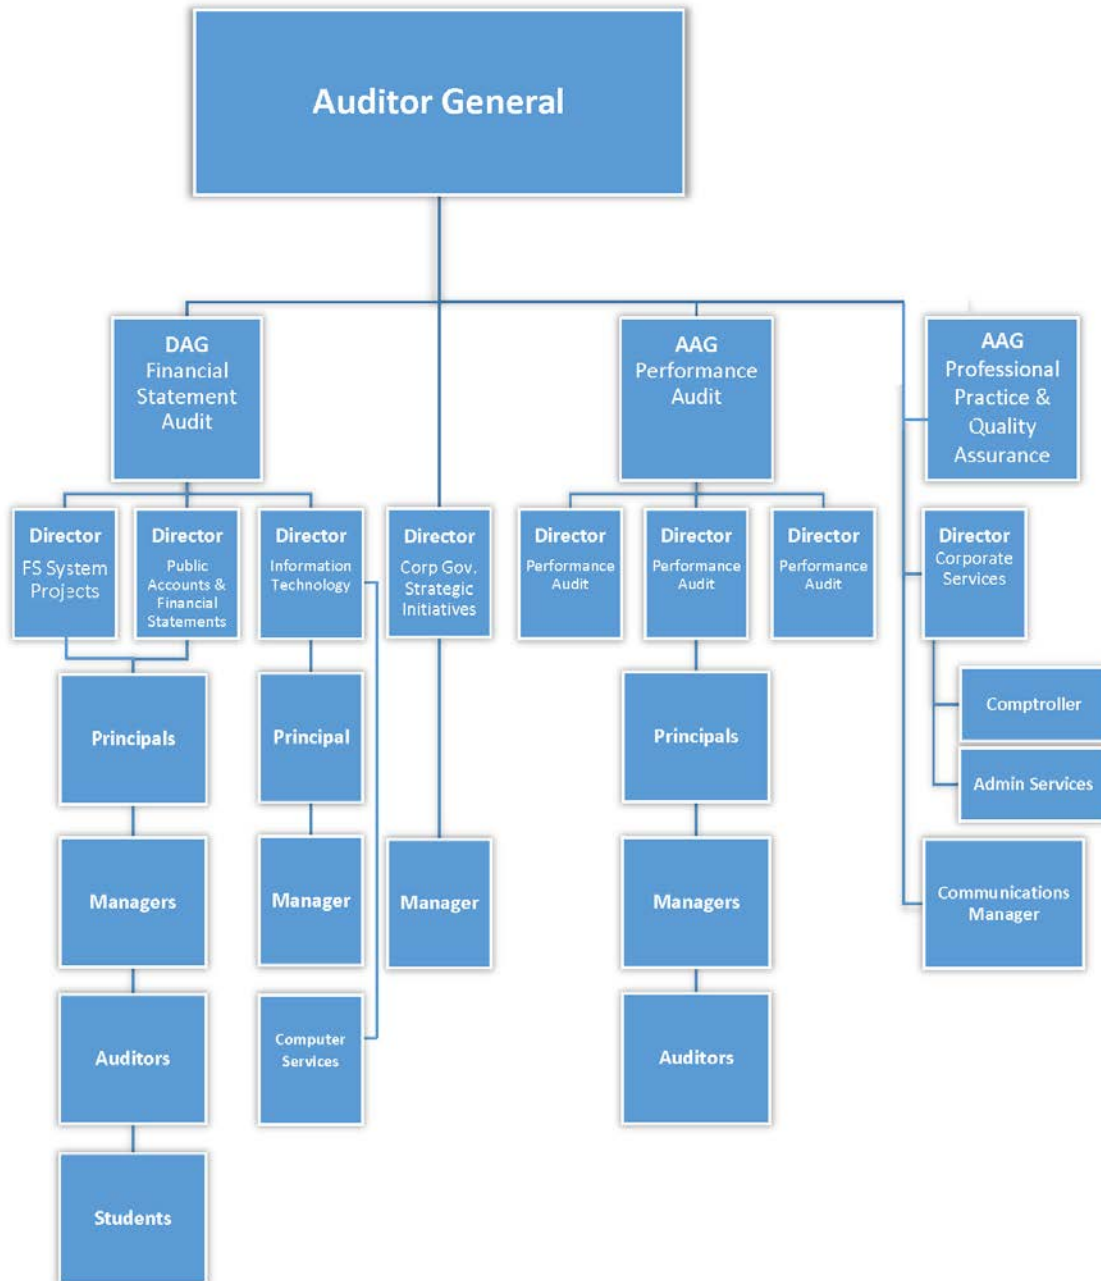 Auditor General
DAG
Financial
Statement
Audit
AAG
Performance
Audit
AAG
Professional
Practice &
Quality
Assurance
Director
FS System
Projects
Director
Public
Accounts &
Financial
Statements
Director
Information
Technology
Director
Corp Gov.
Strategic
Initiatives
Director
Performance
Audit
Director
Performance
Audit
Director
Performance
Audit
Director
Corporate
Services
Principals
Principal
Principals
Comptroller
Admin Services
Managers
Manager
Manager
Managers
Communications
Manager
Auditors
Computer
Services
Auditors
Students